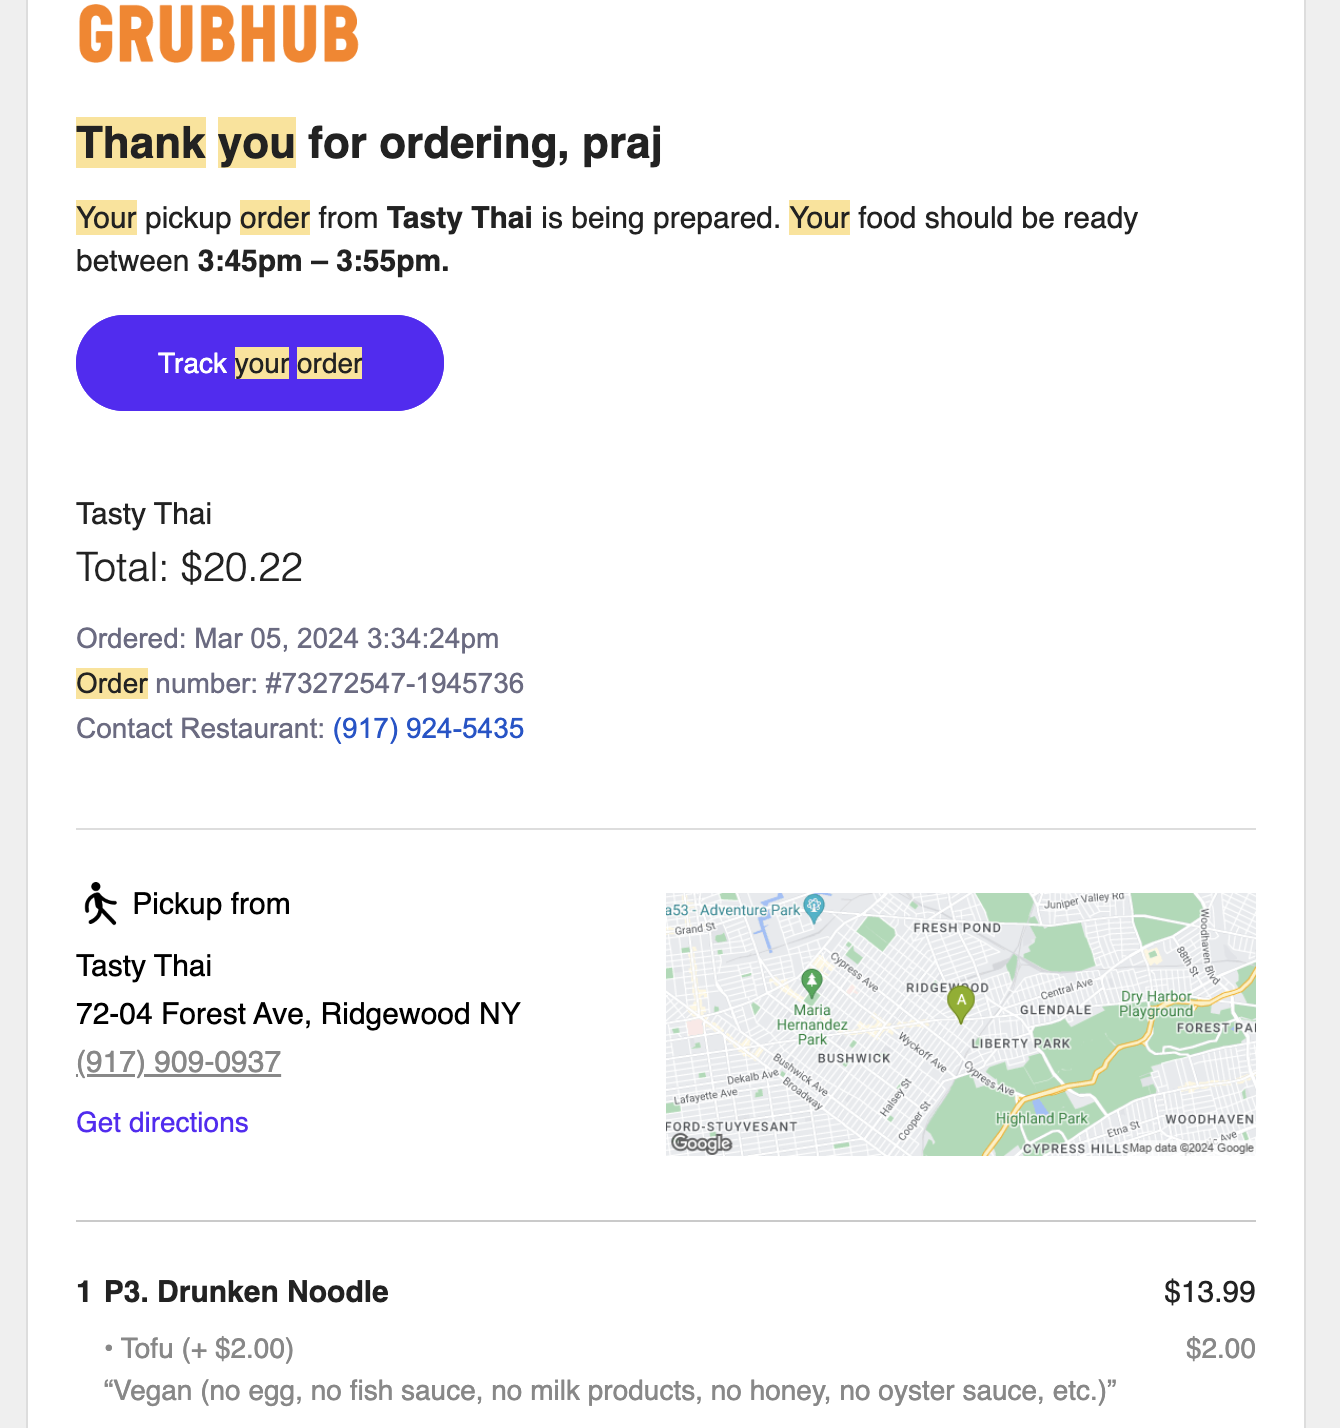 GRUBHUB
Thank you for ordering, praj
Your pickup order from Tasty Thai is being prepared. Your food should be ready
between 3:45pm – 3:55pm.
Track your order
Tasty Thai
Total: $20.22
Ordered: Mar 05, 2024 3:34:24pm
Order number: #73272547-1945736
Contact Restaurant: (917) 924-5435
Pickup from
Tasty Thai
72-04 Forest Ave, Ridgewood NY
(917) 909-0937
Get directions
a53 - Adventure Park
Grand St
Juniper Valley Rd
FRESH POND
Woodhaven Blvd
88th St
Cypress Ave
RIDGEWOOD
A
Central Ave
GLENDALE
Dry Harbor
Playground
FOREST PA
Maria
Hernandez
Park
BUSHWICK
LIBERTY PARK
Wyckoff Ave
Cypress Ave
Dekalb Ave
Bushwick Ave
Broadway
Lafayette Ave
Halsey St
Cooper St
Highland Park
WOODHAVEN
FORD-STUYVESANT
Etna St
Ave
Google
CYPRESS HILLS
Map data ©2024 Google
1 P3. Drunken Noodle $13.99
• Tofu (+ $2.00) $2.00
“Vegan (no egg, no fish sauce, no milk products, no honey, no oyster sauce, etc.)”